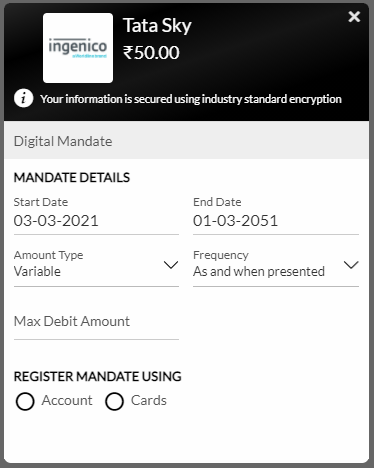 ingenico
Tata Sky
₹50.00
Your information is secured using industry standard encryption
Digital Mandate
MANDATE DETAILS
Start Date End Date
03-03-2021 01-03-2051
Amount Type Frequency
Variable As and when presented
Max Debit Amount
REGISTER MANDATE USING
Account Cards